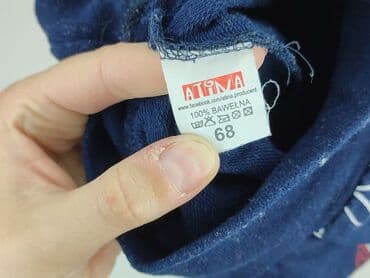 ATINA
www.facebook.com/atina.producent
100% BAWEŁNA
68